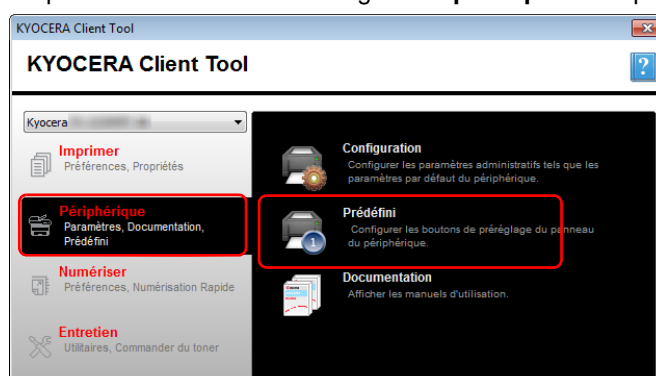 KYOCERA Client Tool
KYOCERA Client Tool
?
Kyocera
Imprimer
Préférences, Propriétés
Périphérique
Paramètres, Documentation,
Prédéfini
Numériser
Préférences, Numérisation Rapide
Entretien
Utilitaires, Commander du toner
Configuration
Configurer les paramètres administratifs tels que les
paramètres par défaut du périphérique.
1
Prédéfini
Configurer les boutons de préréglage du panneau
du périphérique.
Documentation
Afficher les manuels d'utilisation.